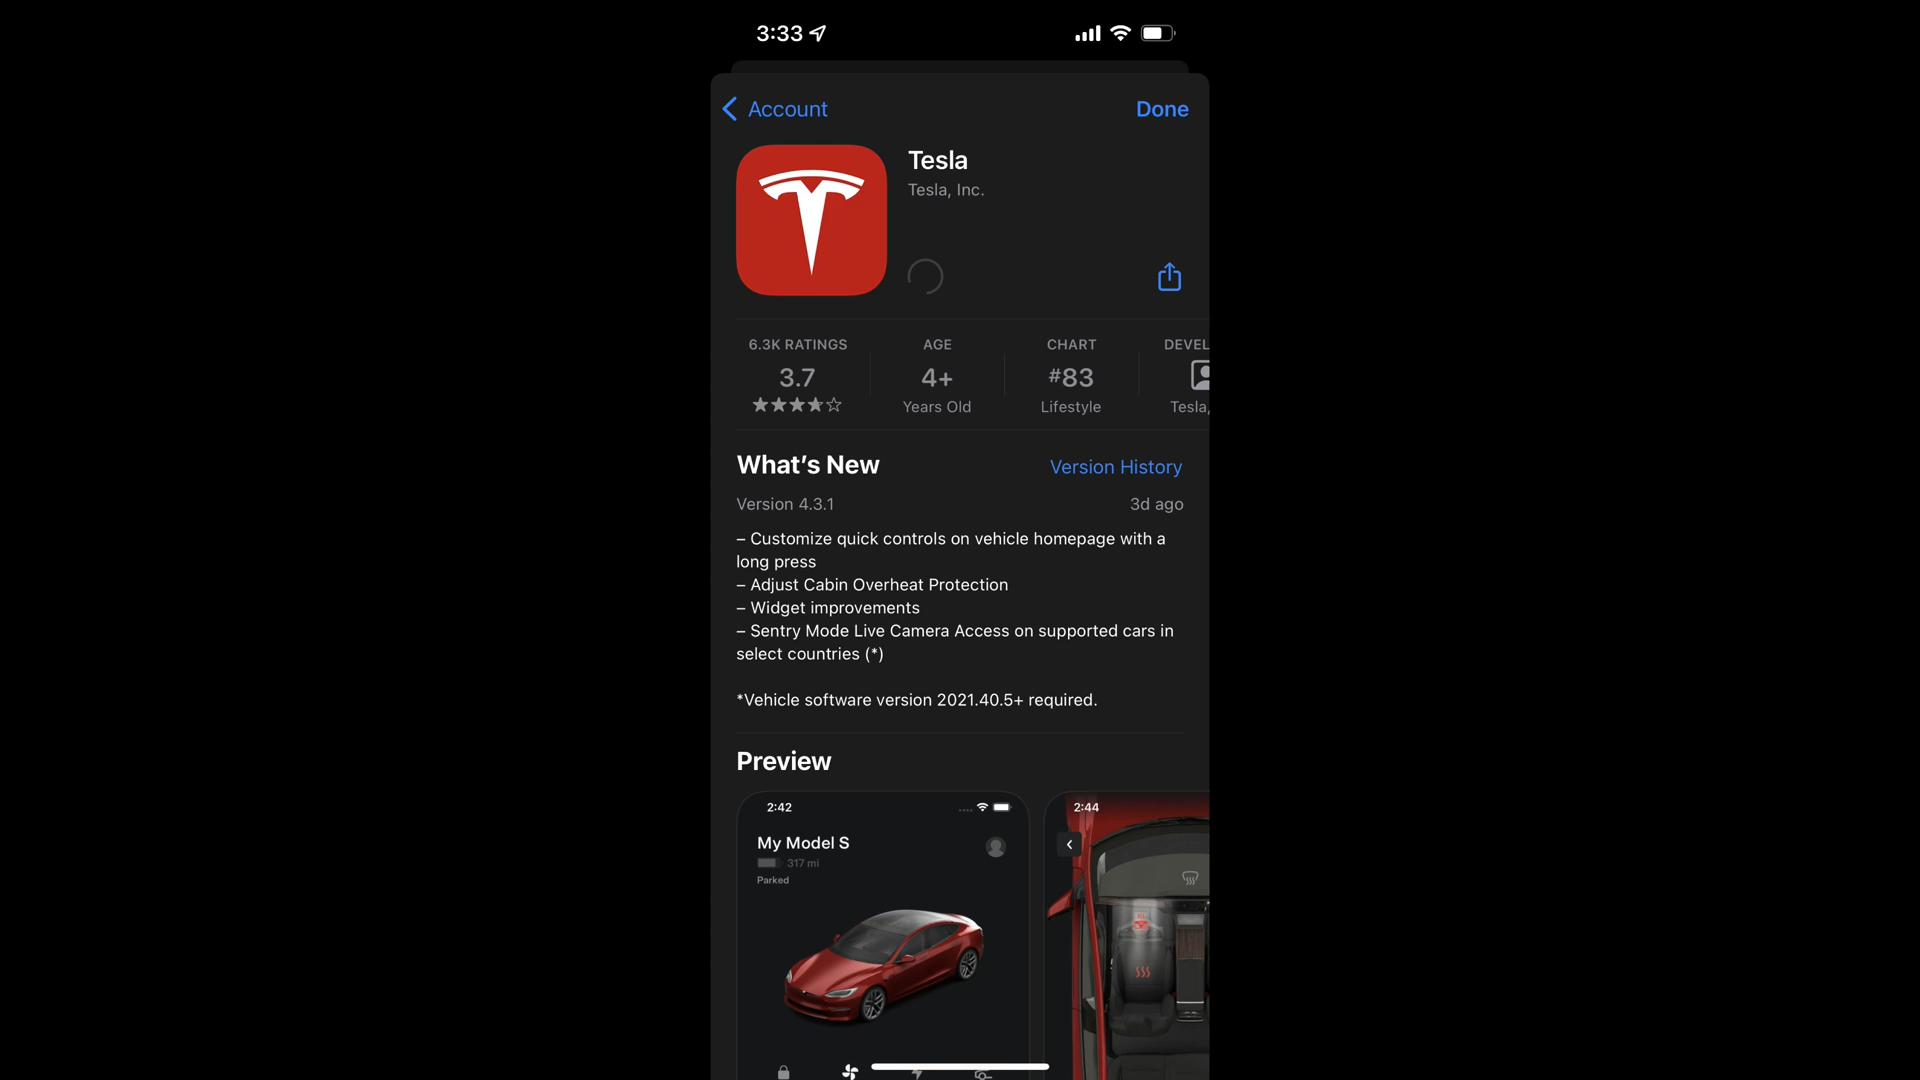 3:33
Account
Done
Tesla
Tesla, Inc.
6.3K RATINGS
AGE
CHART
DEVEL
3.7
4+
#83
Years Old
Lifestyle
Tesla,
What's New
Version History
Version 4.3.1
3d ago
– Customize quick controls on vehicle homepage with a
long press
– Adjust Cabin Overheat Protection
– Widget improvements
– Sentry Mode Live Camera Access on supported cars in
select countries (*)
*Vehicle software version 2021.40.5+ required.
Preview
2:42
2:44
My Model S
317 mi
Parked